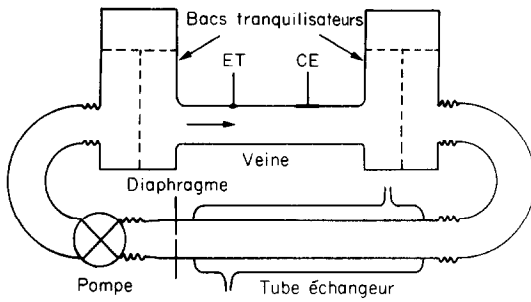 Bacs tranquilisateurs
ET
CE
Veine
Diaphragme
Pompe
Tube échangeur